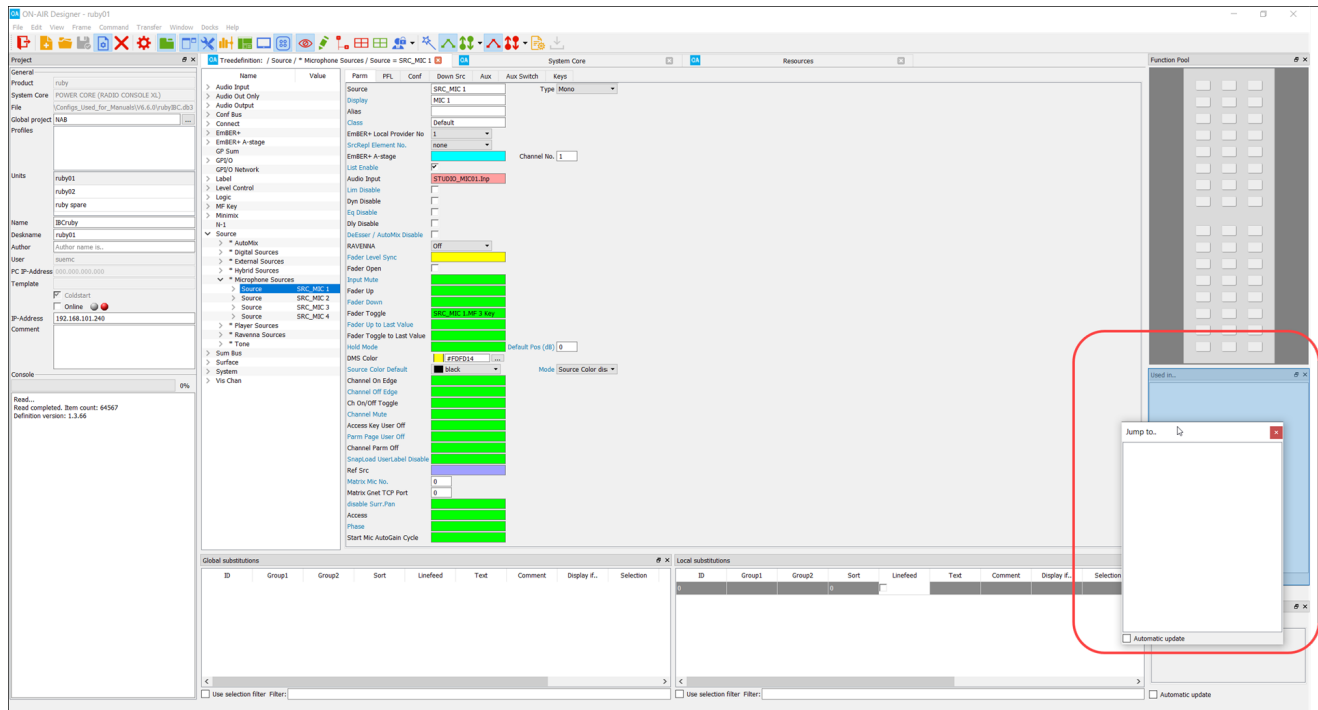 ON-AIR Designer - ruby01
File Edit View Frame Command Transfer Window Docks Help
Project
General
Product ruby
System Core POWER CORE (RADIO CONSOLE XL)
File \Configs_Used_for_Manuals\V6.6.0\rubyIBC.db3
Global project NAB ...
Profiles
Units ruby01
ruby02
ruby spare
Name IBCruby
Deskname ruby01
Author Author name is..
User suemc
PC IP-Address 000.000.000.000
Template
Coldstart
Online
IP-Address 192.168.101.240
Comment
Console
0%
Read...
Read completed. Item count: 64567
Definition version: 1.3.66
OA Treedefinition: / Source / * Microphone Sources / Source = SRC_MIC 1
OA System Core
OA Resources
Name Value
Audio Input
Audio Out Only
Audio Output
Conf Bus
Connect
EmBER+
EmBER+ A-stage
GP Sum
GPI/O
GPI/O Network
Label
Level Control
Logic
MF Key
Minimix
N-1
Source
* AutoMix
* Digital Sources
* External Sources
* Hybrid Sources
* Microphone Sources
Source SRC_MIC 1
Source SRC_MIC 2
Source SRC_MIC 3
Source SRC_MIC 4
* Player Sources
* Ravenna Sources
* Tone
Sum Bus
Surface
System
Vis Chan
Parm PFL Conf Down Src Aux Aux Switch Keys
Source SRC_MIC 1 Type Mono
Display MIC 1
Alias
Class Default
EmBER+ Local Provider No 1
SrcRepl Element No. none
EmBER+ A-stage Channel No. 1
List Enable
Audio Input STUDIO_MIC01.Inp
Lim Disable
Dyn Disable
Eq Disable
Dly Disable
DeEsser / AutoMix Disable
RAVENNA Off
Fader Level Sync
Fader Open
Input Mute
Fader Up
Fader Down
Fader Toggle SRC_MIC 1.MF 3 Key
Fader Up to Last Value
Fader Toggle to Last Value
Hold Mode Default Pos (dB) 0
DMS Color #FDFD14 ...
Source Color Default black Mode Source Color dis
Channel On Edge
Channel Off Edge
Ch On/Off Toggle
Channel Mute
Access Key User Off
Parm Page User Off
Channel Parm Off
SnapLoad UserLabel Disable
Ref Src
Matrix Mic No. 0
Matrix Gnet TCP Port 0
disable Surr.Pan
Access
Phase
Start Mic AutoGain Cycle
Global substitutions
ID Group1 Group2 Sort Linefeed Text Comment Display if.. Selection
Use selection filter Filter:
Local substitutions
ID Group1 Group2 Sort Linefeed Text Comment Display if.. Selection
0 0
Use selection filter Filter:
Function Pool
Used in...
Jump to..
Automatic update
Automatic update